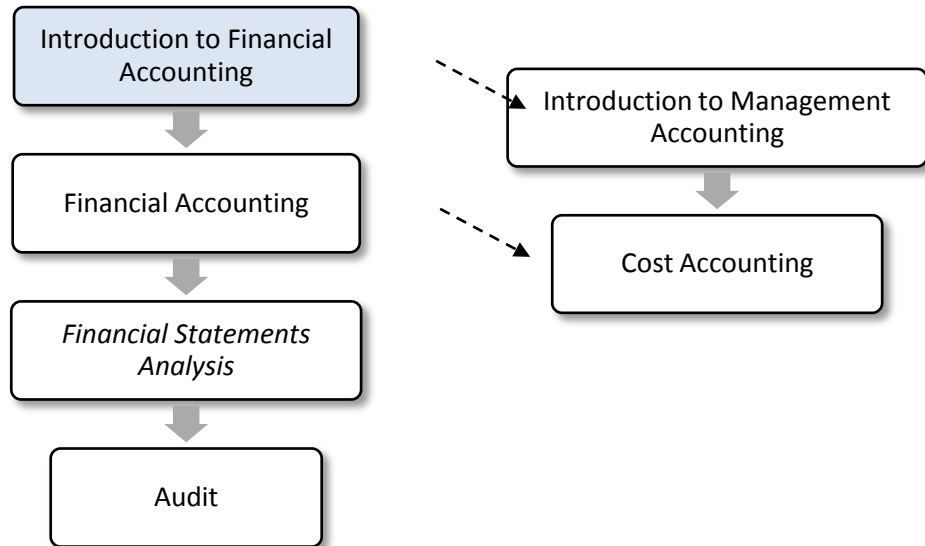 Introduction to Financial
Accounting
Financial Accounting
Financial Statements
Analysis
Audit
Introduction to Management
Accounting
Cost Accounting